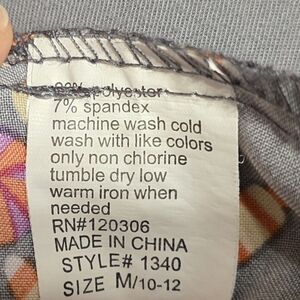 polyester
7% spandex
machine wash cold
wash with like colors
only non chlorine
tumble dry low
warm iron when
needed
RN#120306
MADE IN CHINA
STYLE# 1340
SIZE M/10-12